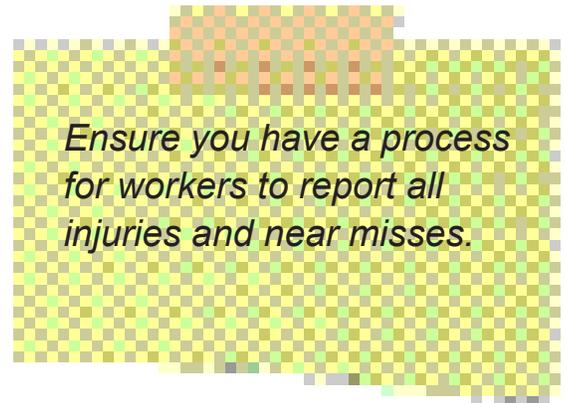 Ensure you have a process
for workers to report all
injuries and near misses.